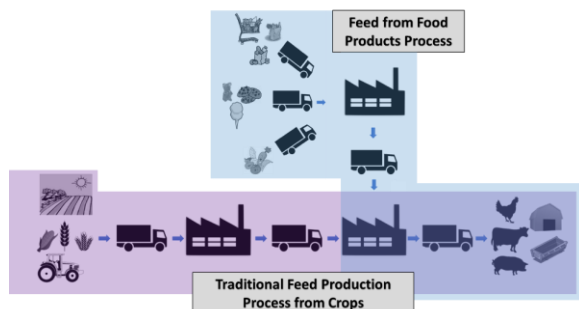 Feed from Food
Products Process
Traditional Feed Production
Process from Crops